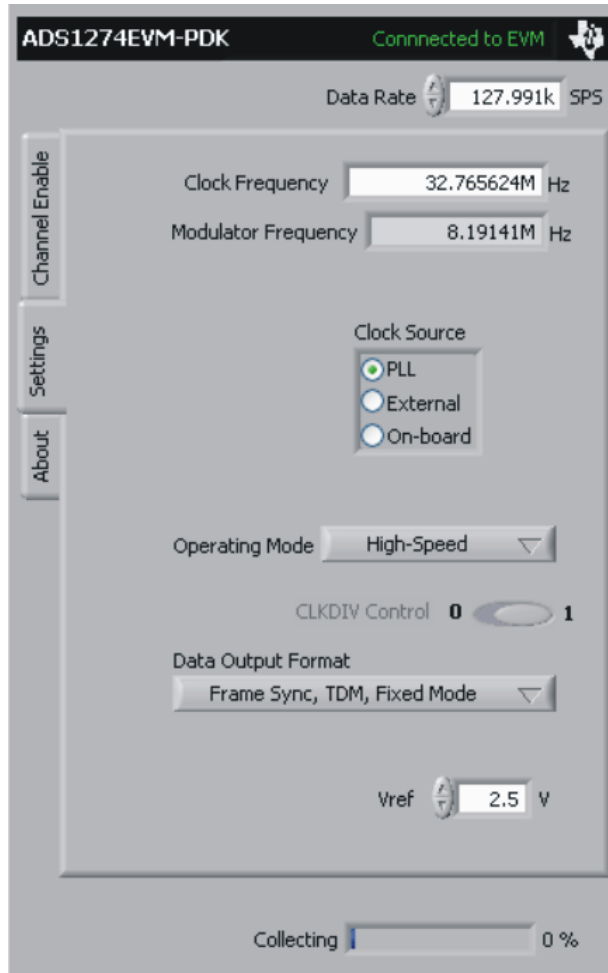 ADS1274EVM-PDK Connnected to EVM
Data Rate 127.991k SPS
Channel Enable
Settings
About
Clock Frequency 32.765624M Hz
Modulator Frequency 8.19141M Hz
Clock Source
PLL
External
On-board
Operating Mode High-Speed
CLKDIV Control 0 1
Data Output Format
Frame Sync, TDM, Fixed Mode
Vref 2.5 V
Collecting 0 %